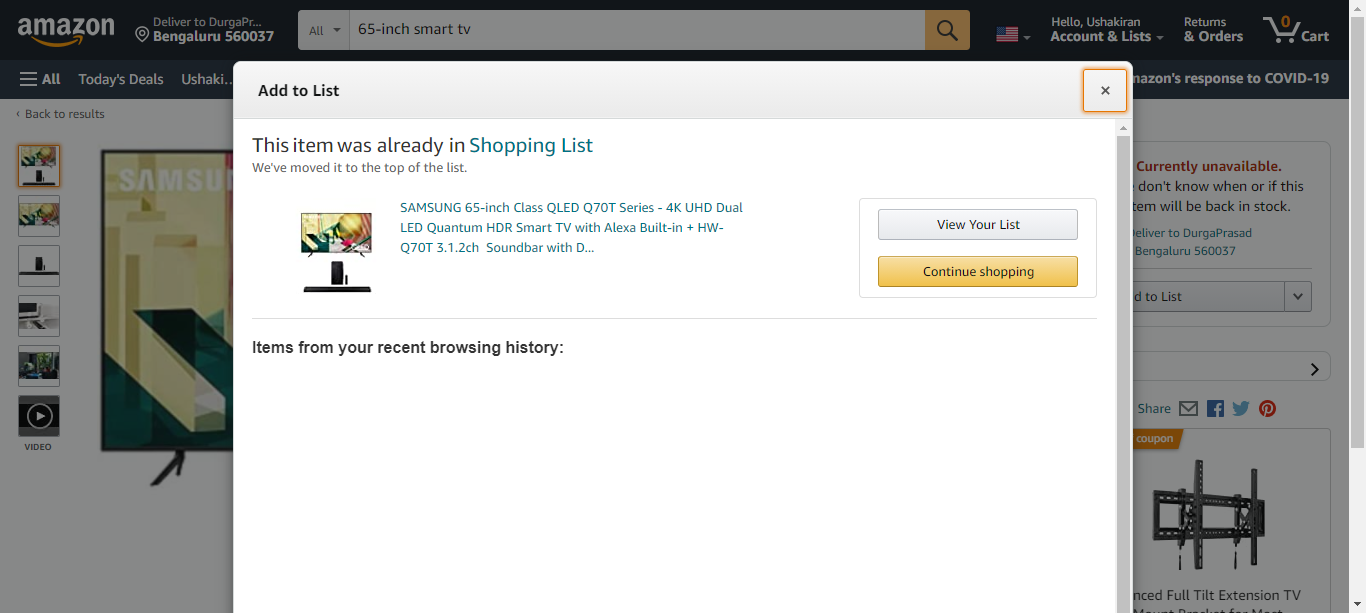 amazon
Deliver to DurgaPr...
Bengaluru 560037
All
65-inch smart tv
Hello, Ushakiran
Account & Lists
Returns
& Orders
0
Cart
All
Today's Deals
Ushaki...
mazon's response to COVID-19
‹ Back to results
Add to List
×
This item was already in Shopping List
We've moved it to the top of the list.
SAMSUNG 65-inch Class QLED Q70T Series - 4K UHD Dual
LED Quantum HDR Smart TV with Alexa Built-in + HW-
Q70T 3.1.2ch Soundbar with D...
View Your List
Continue shopping
Items from your recent browsing history:
SAMSU
VIDEO
Currently unavailable.
don't know when or if this
tem will be back in stock.
eliver to DurgaPrasad
Bengaluru 560037
d to List
Share
coupon
nced Full Tilt Extension TV